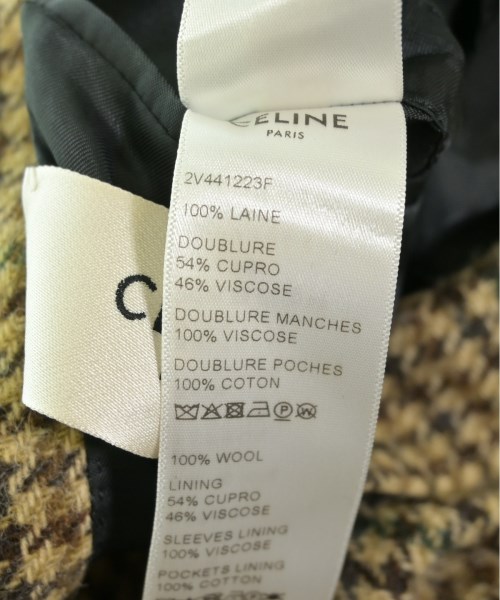 CELINE
PARIS
2V441223F
100% LAINE
DOUBLURE
54% CUPRO
46% VISCOSE
DOUBLURE MANCHES
100% VISCOSE
DOUBLURE POCHES
100% COTON
100% WOOL
LINING
54% CUPRO
46% VISCOSE
SLEEVES LINING
100% VISCOSE
POCKETS LINING
100% COTTON